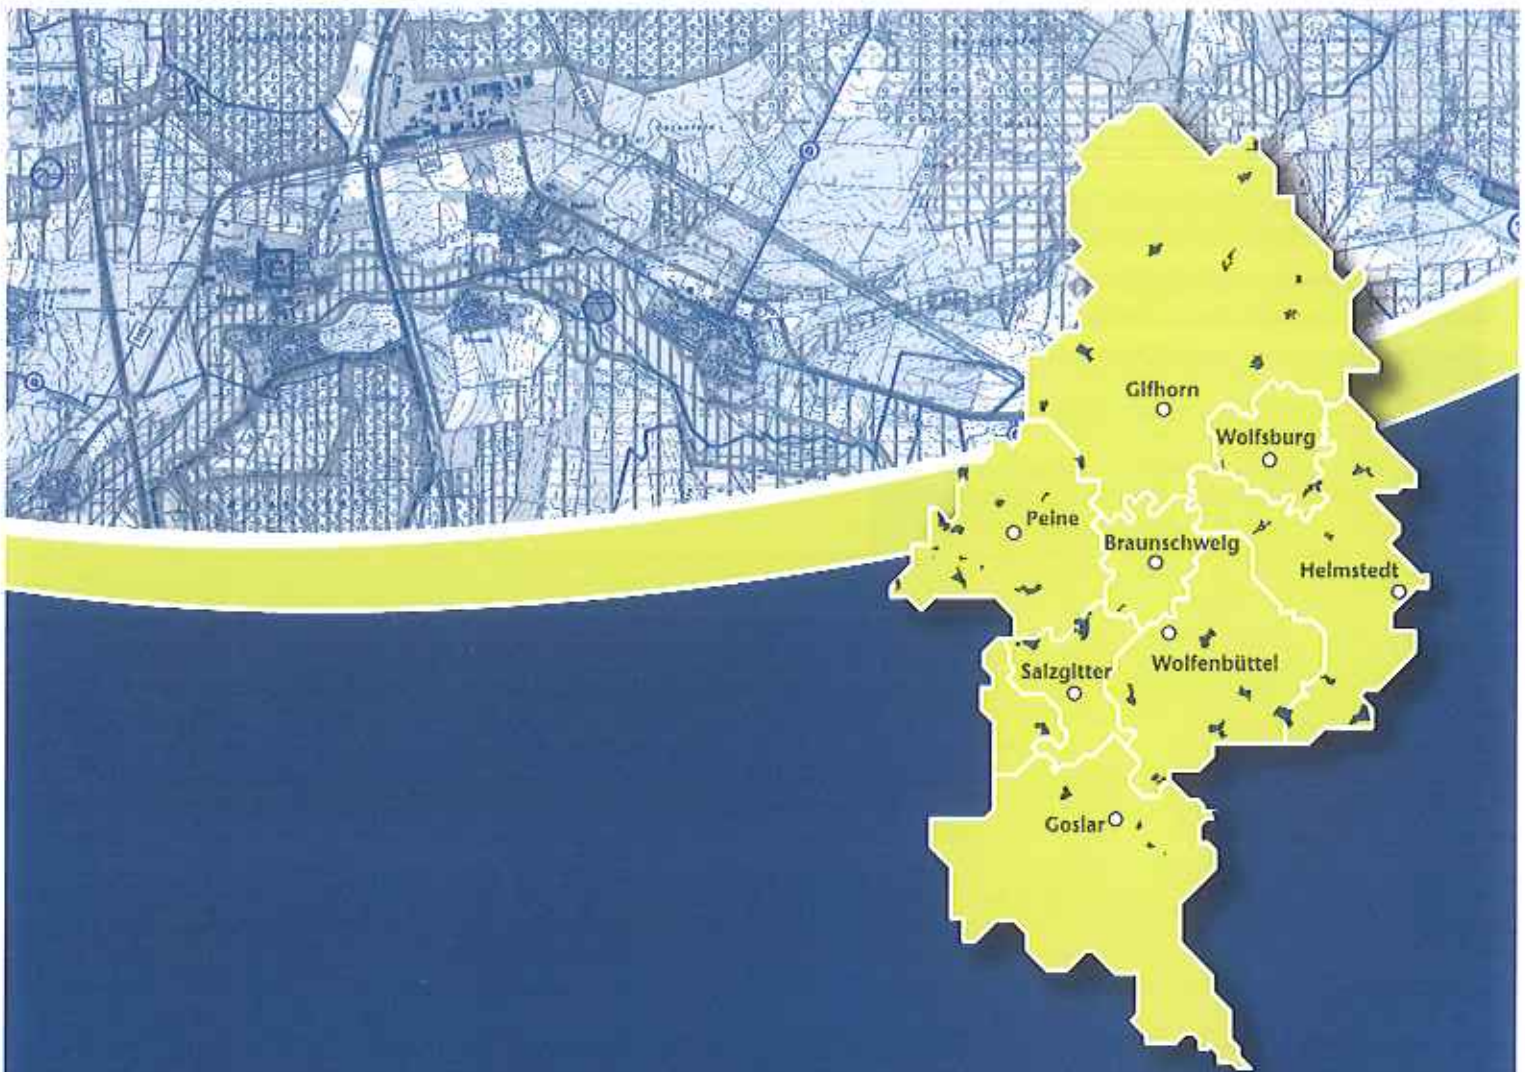 Gifhorn
Wolfsburg
Peine
Braunschweig
Helmstedt
Wolfenbüttel
Salzgitter
Goslar